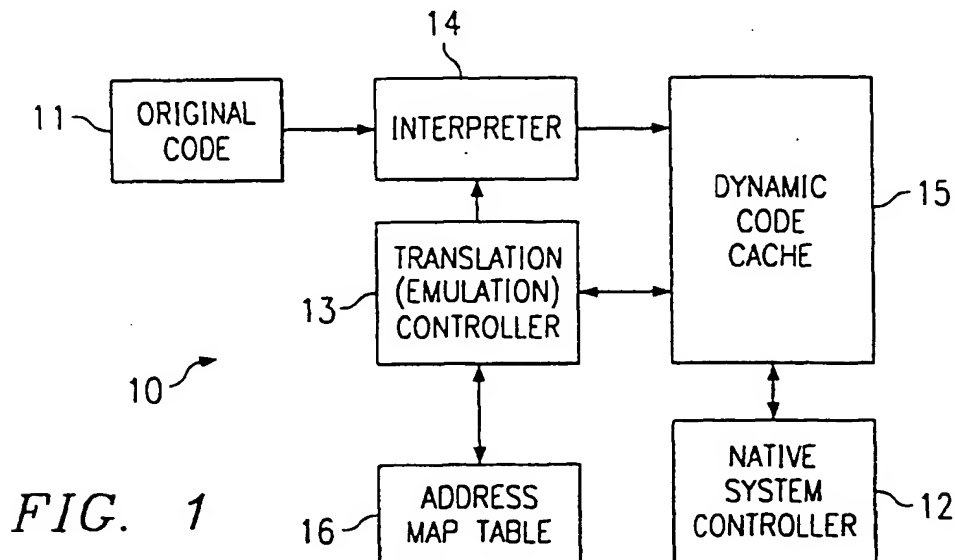 14
11
ORIGINAL
CODE
INTERPRETER
DYNAMIC
CODE
CACHE
15
TRANSLATION
(EMULATION)
CONTROLLER
13
10
FIG. 1
ADDRESS
MAP TABLE
16
NATIVE
SYSTEM
CONTROLLER
12